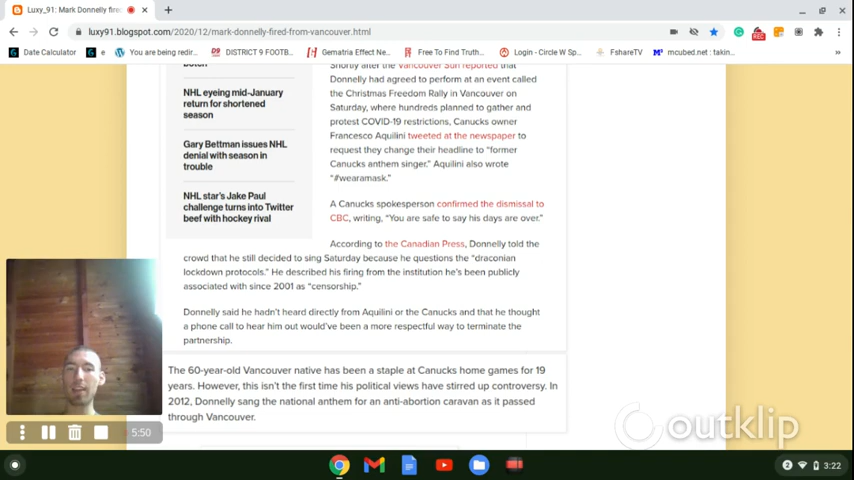 Luxy_91: Mark Donnelly fired
luxy91.blogspot.com/2020/12/mark-donnelly-fired-from-vancouver.html
REC
Date Calculator
e
You are being redir...
D9 DISTRICT 9 FOOTB...
Gematria Effect Ne...
Free To Find Truth...
Login - Circle W Sp...
FshareTV
mcubed.net : takin...
»
NHL eyeing mid-January
return for shortened
season
Gary Bettman issues NHL
denial with season in
trouble
NHL star's Jake Paul
challenge turns into Twitter
beef with hockey rival
Shortly after the Vancouver Sun reported that
Donnelly had agreed to perform at an event called
the Christmas Freedom Rally in Vancouver on
Saturday, where hundreds planned to gather and
protest COVID-19 restrictions, Canucks owner
Francesco Aquilini tweeted at the newspaper to
request they change their headline to “former
Canucks anthem singer.” Aquilini also wrote
“#wearamask.”
A Canucks spokesperson confirmed the dismissal to
CBC, writing, “You are safe to say his days are over.”
According to the Canadian Press, Donnelly told the
crowd that he still decided to sing Saturday because he questions the “draconian
lockdown protocols.” He described his firing from the institution he's been publicly
associated with since 2001 as “censorship.”
Donnelly said he hadn't heard directly from Aquilini or the Canucks and that he thought
a phone call to hear him out would've been a more respectful way to terminate the
partnership.
The 60-year-old Vancouver native has been a staple at Canucks home games for 19
years. However, this isn't the first time his political views have stirred up controversy. In
2012, Donnelly sang the national anthem for an anti-abortion caravan as it passed
through Vancouver.
5:50
outklip
2
3:22